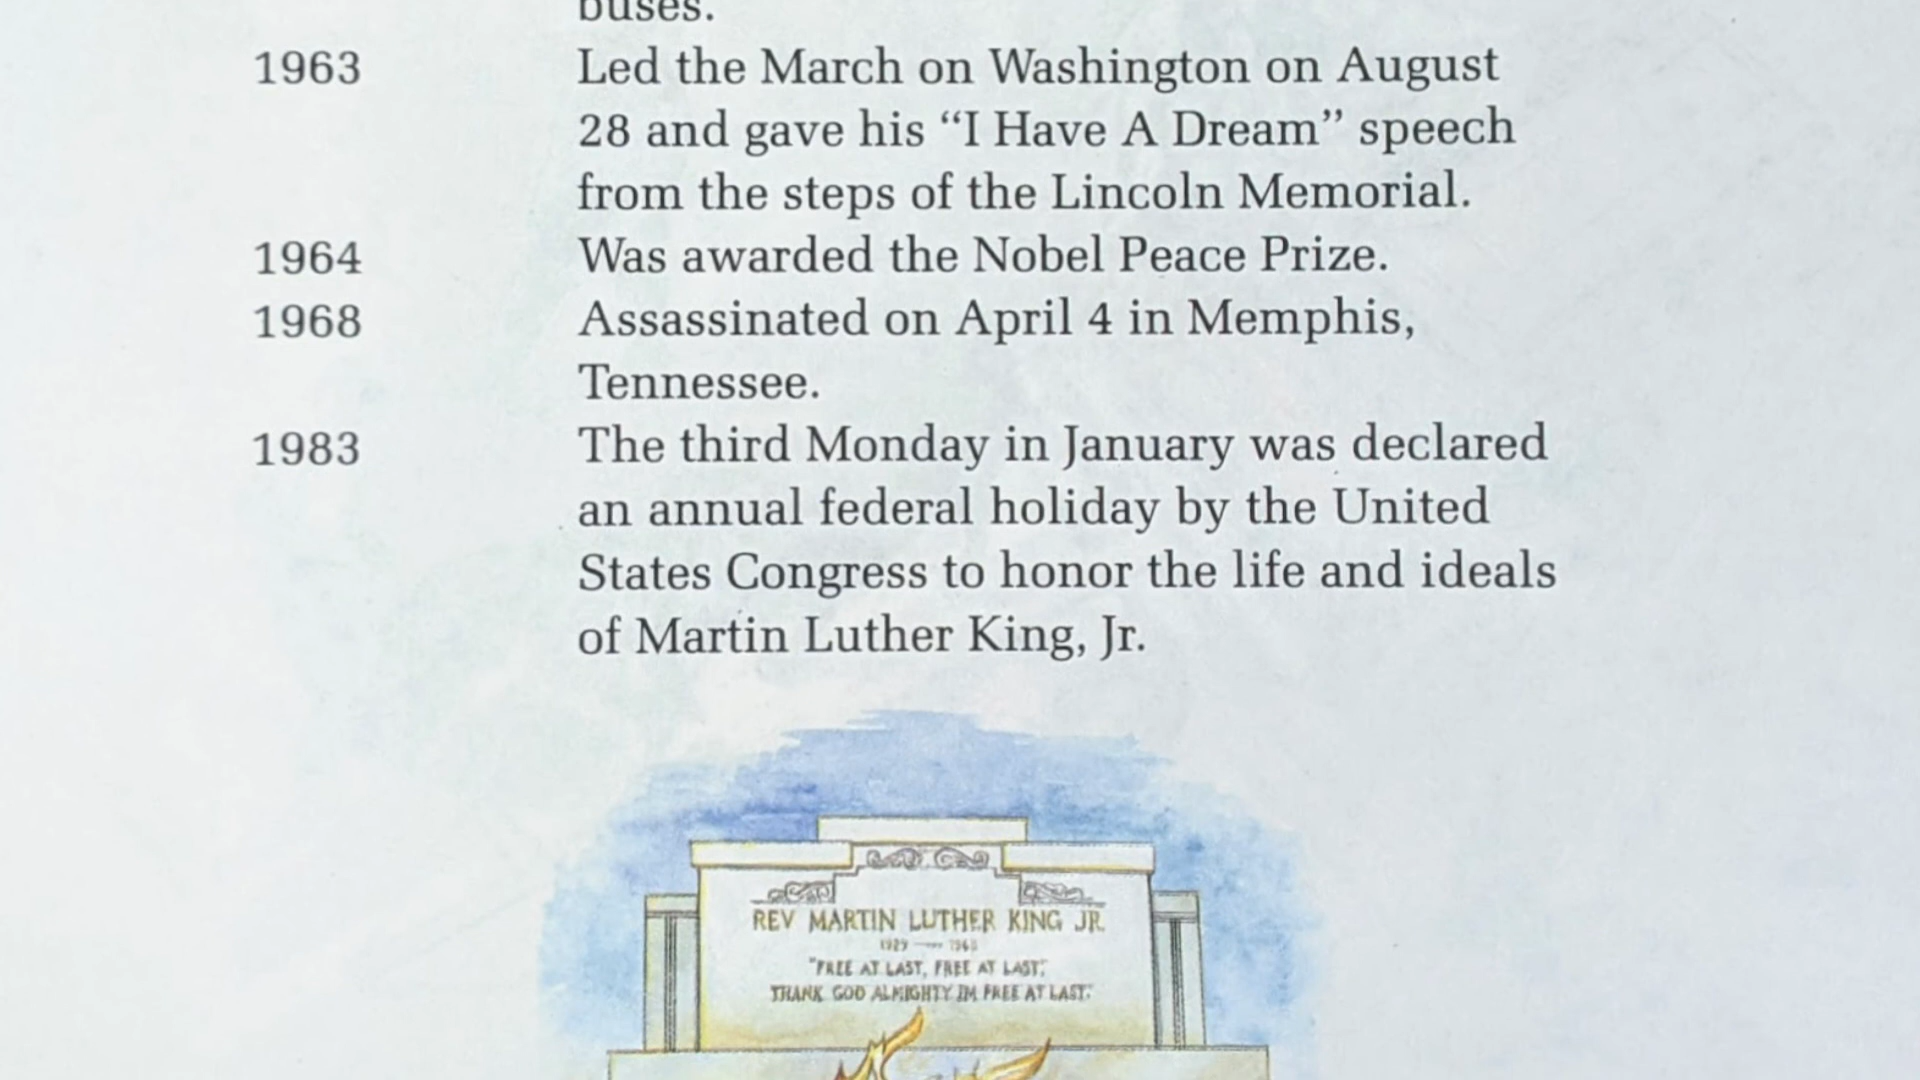 buses.
1963 Led the March on Washington on August
28 and gave his “I Have A Dream” speech
from the steps of the Lincoln Memorial.
1964 Was awarded the Nobel Peace Prize.
1968 Assassinated on April 4 in Memphis,
Tennessee.
1983 The third Monday in January was declared
an annual federal holiday by the United
States Congress to honor the life and ideals
of Martin Luther King, Jr.
REV MARTIN LUTHER KING JR.
1929 — 1968
"FREE AT LAST, FREE AT LAST,"
THANK GOD ALMIGHTY IM FREE AT LAST."